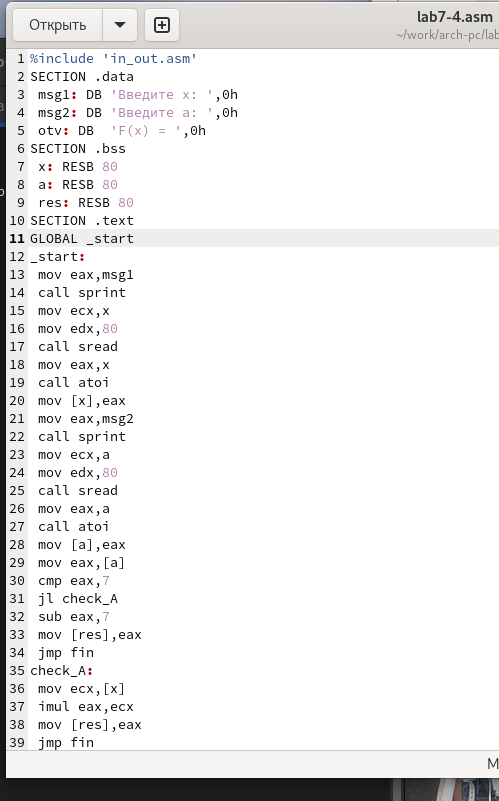 Открыть
lab7-4.asm
~/work/arch-pc/lab
1 %include 'in_out.asm'
2 SECTION .data
3 msg1: DB 'Введите x: ',0h
4 msg2: DB 'Введите a: ',0h
5 otv: DB  'F(x) = ',0h
6 SECTION .bss
7 x: RESB 80
8 a: RESB 80
9 res: RESB 80
10 SECTION .text
11 GLOBAL _start
12 _start:
13 mov eax,msg1
14 call sprint
15 mov ecx,x
16 mov edx,80
17 call sread
18 mov eax,x
19 call atoi
20 mov [x],eax
21 mov eax,msg2
22 call sprint
23 mov ecx,a
24 mov edx,80
25 call sread
26 mov eax,a
27 call atoi
28 mov [a],eax
29 mov eax,[a]
30 cmp eax,7
31 jl check_A
32 sub eax,7
33 mov [res],eax
34 jmp fin
35 check_A:
36 mov ecx,[x]
37 imul eax,ecx
38 mov [res],eax
39 jmp fin